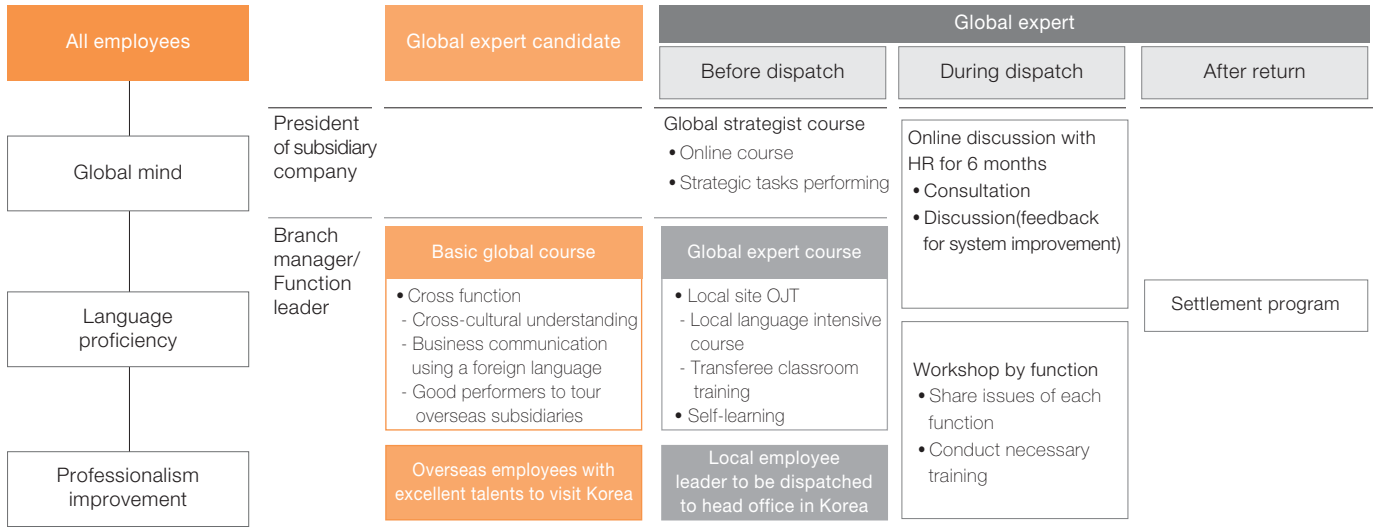 All employees
Global mind
Language
proficiency
Professionalism
improvement
Global expert candidate
Global expert
Before dispatch
During dispatch
After return
President
of subsidiary
company
Global strategist course
• Online course
• Strategic tasks performing
Branch
manager/
Function
leader
Basic global course
• Cross function
- Cross-cultural understanding
- Business communication
using a foreign language
- Good performers to tour
overseas subsidiaries
Overseas employees with
excellent talents to visit Korea
Global expert course
• Local site OJT
- Local language intensive
course
- Transferee classroom
training
• Self-learning
Local employee
leader to be dispatched
to head office in Korea
Online discussion with
HR for 6 months
• Consultation
• Discussion(feedback
for system improvement)
Workshop by function
• Share issues of each
function
• Conduct necessary
training
Settlement program